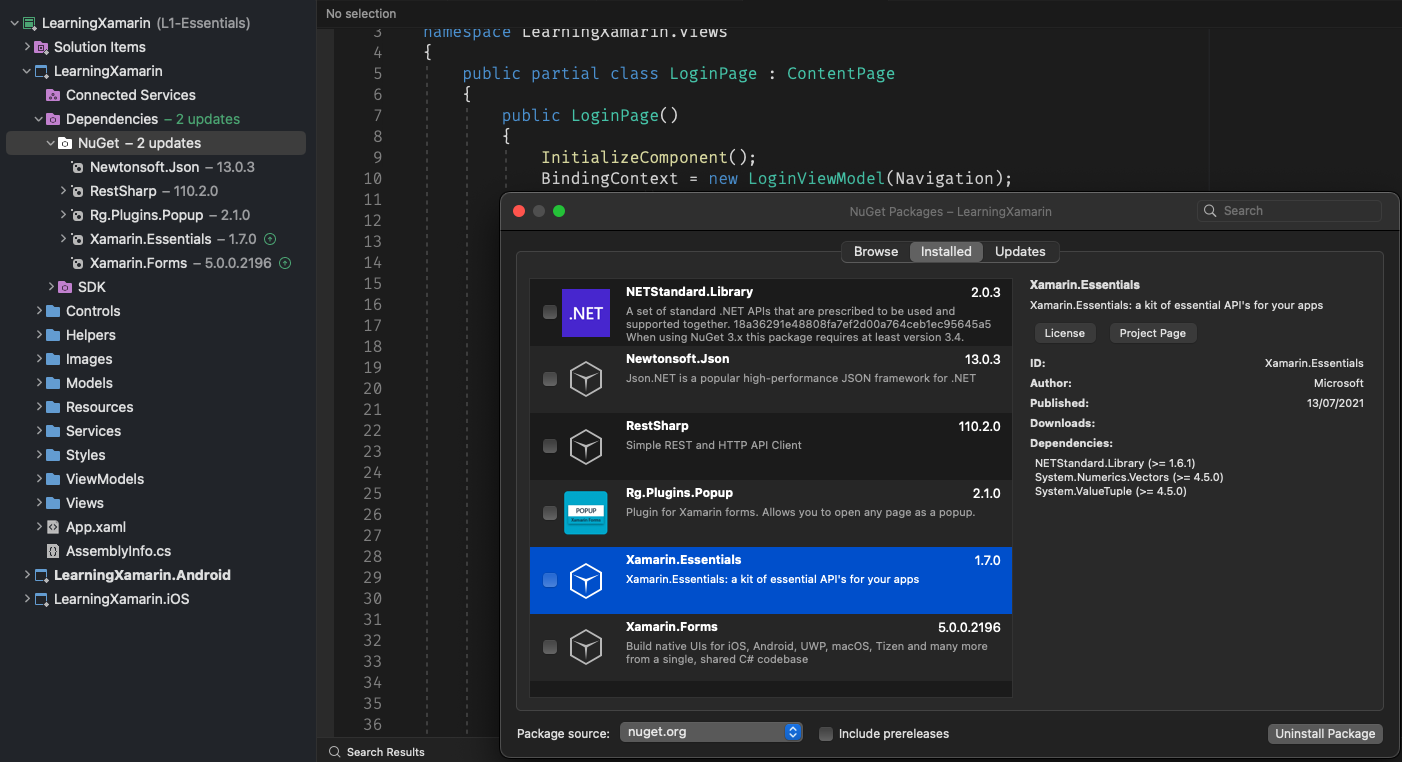 LearningXamarin (L1-Essentials)
Solution Items
LearningXamarin
Connected Services
Dependencies – 2 updates
NuGet – 2 updates
Newtonsoft.Json – 13.0.3
RestSharp – 110.2.0
Rg.Plugins.Popup – 2.1.0
Xamarin.Essentials – 1.7.0
Xamarin.Forms – 5.0.0.2196
SDK
Controls
Helpers
Images
Models
Resources
Services
Styles
ViewModels
Views
App.xaml
AssemblyInfo.cs
LearningXamarin.Android
LearningXamarin.iOS
No selection
3 namespace LearningXamarin.Views
4 {
5 public partial class LoginPage : ContentPage
6 {
7 public LoginPage()
8 {
9 InitializeComponent();
10 BindingContext = new LoginViewModel(Navigation);
11
12
13
14
15
16
17
18
19
20
21
22
23
24
25
26
27
28
29
30
31
32
33
34
35
36
Search Results
NuGet Packages – LearningXamarin
Search
Browse Installed Updates
.NET
NETStandard.Library 2.0.3
A set of standard .NET APIs that are prescribed to be used and
supported together. 18a36291e48808fa7ef2d00a764ceb1ec95645a5
When using NuGet 3.x this package requires at least version 3.4.
Newtonsoft.Json 13.0.3
Json.NET is a popular high-performance JSON framework for .NET
RestSharp 110.2.0
Simple REST and HTTP API Client
POPUP
Xamarin Forms
Rg.Plugins.Popup 2.1.0
Plugin for Xamarin forms. Allows you to open any page as a popup.
Xamarin.Essentials 1.7.0
Xamarin.Essentials: a kit of essential API's for your apps
Xamarin.Forms 5.0.0.2196
Build native UIs for iOS, Android, UWP, macOS, Tizen and many more
from a single, shared C# codebase
Xamarin.Essentials
Xamarin.Essentials: a kit of essential API's for your apps
License Project Page
ID: Xamarin.Essentials
Author: Microsoft
Published: 13/07/2021
Downloads:
Dependencies:
NETStandard.Library (>= 1.6.1)
System.Numerics.Vectors (>= 4.5.0)
System.ValueTuple (>= 4.5.0)
Package source: nuget.org Include prereleases Uninstall Package